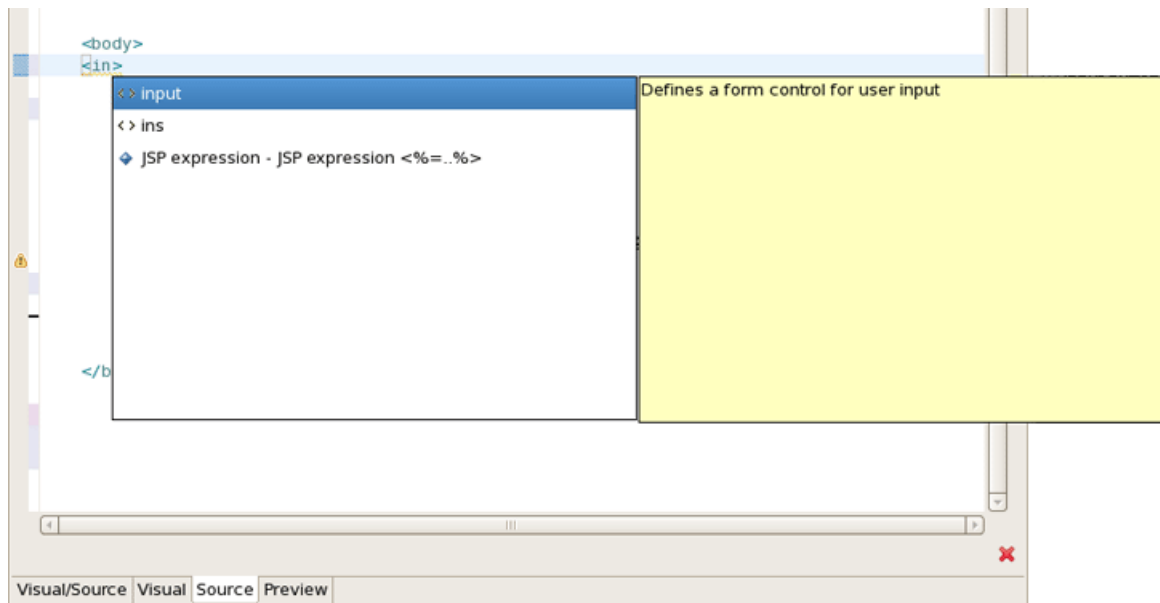 <body>
<in>
input
Defines a form control for user input
ins
JSP expression - JSP expression <%=..%>
</b
Visual/Source Visual Source Preview